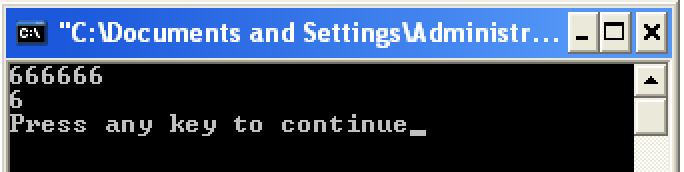 "C:\Documents and Settings\Administr...
666666
6
Press any key to continue_